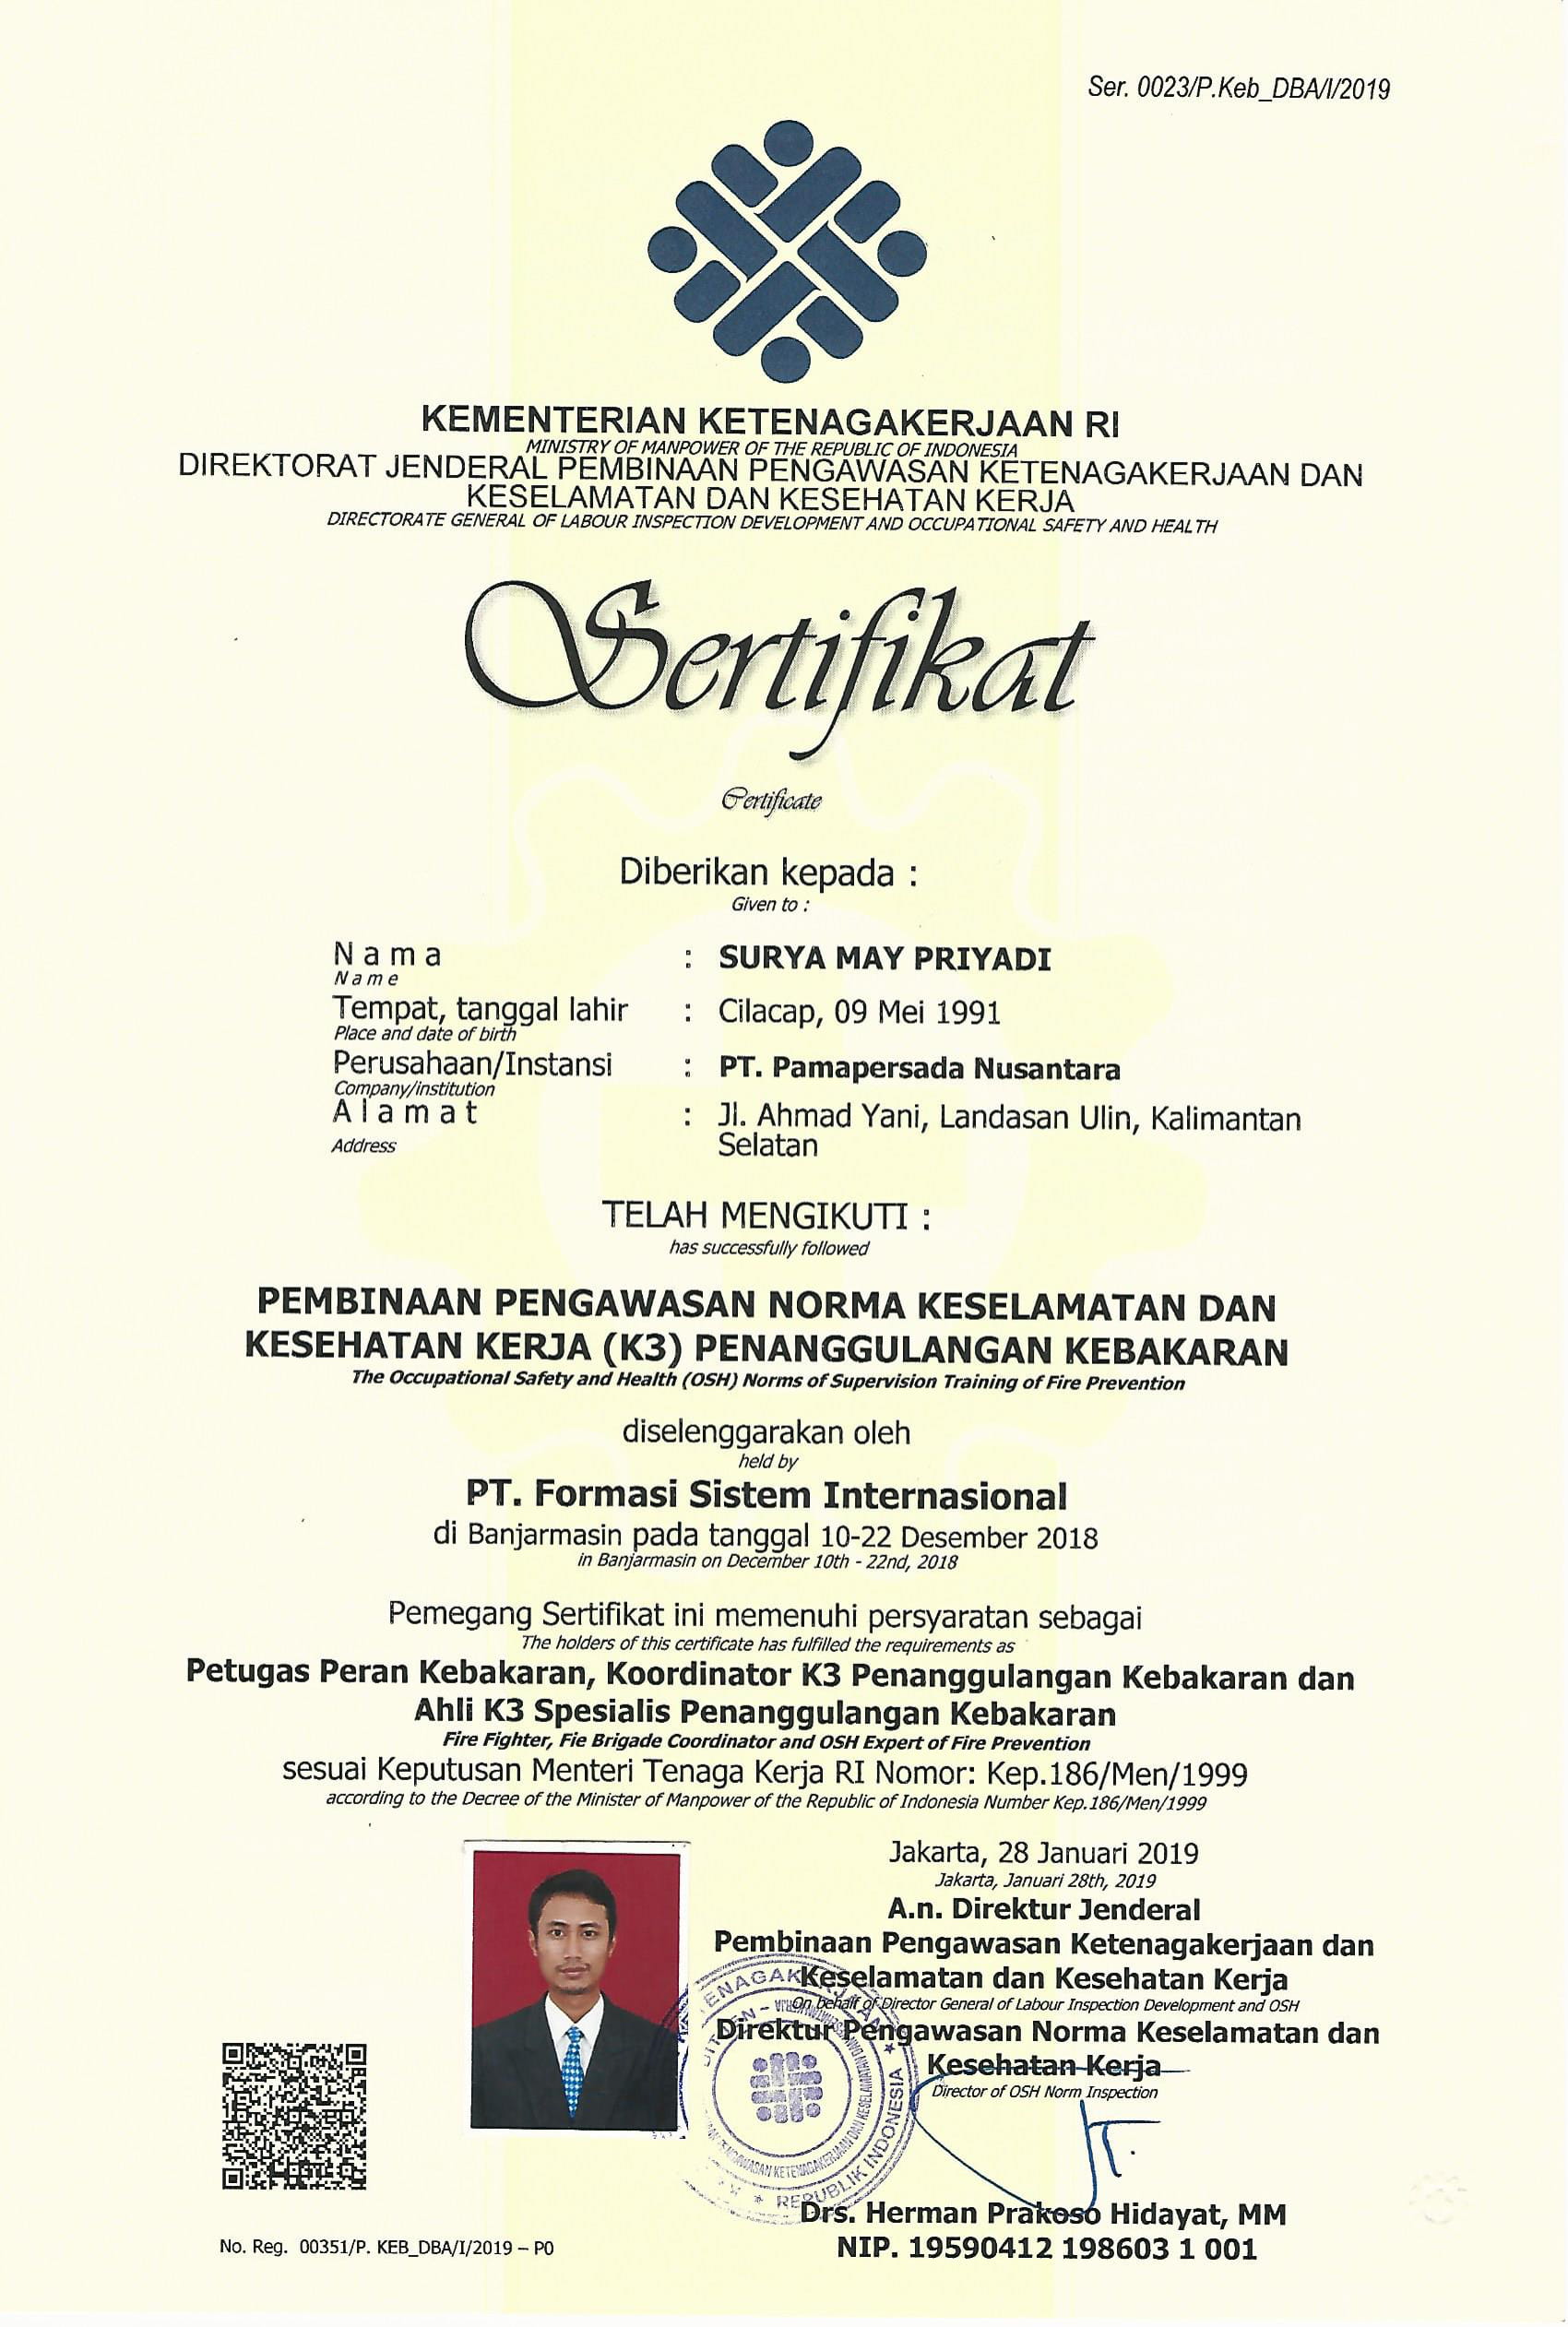 Ser. 0023/P.Keb_DBA/I/2019
KEMENTERIAN KETENAGAKERJAAN RI
MINISTRY OF MANPOWER OF THE REPUBLIC OF INDONESIA
DIREKTORAT JENDERAL PEMBINAAN PENGAWASAN KETENAGAKERJAAN DAN
KESELAMATAN DAN KESEHATAN KERJA
DIRECTORATE GENERAL OF LABOUR INSPECTION DEVELOPMENT AND OCCUPATIONAL SAFETY AND HEALTH
Sertifikat
Certificate
Diberikan kepada :
Given to :
Nama : SURYA MAY PRIYADI
Name
Tempat, tanggal lahir : Cilacap, 09 Mei 1991
Place and date of birth
Perusahaan/Instansi : PT. Pamapersada Nusantara
Company/institution
Alamat : Jl. Ahmad Yani, Landasan Ulin, Kalimantan
Selatan
Address
TELAH MENGIKUTI :
has successfully followed
PEMBINAAN PENGAWASAN NORMA KESELAMATAN DAN
KESEHATAN KERJA (K3) PENANGGULANGAN KEBAKARAN
The Occupational Safety and Health (OSH) Norms of Supervision Training of Fire Prevention
diselenggarakan oleh
held by
PT. Formasi Sistem Internasional
di Banjarmasin pada tanggal 10-22 Desember 2018
in Banjarmasin on December 10th - 22nd, 2018
Pemegang Sertifikat ini memenuhi persyaratan sebagai
The holders of this certificate has fulfilled the requirements as
Petugas Peran Kebakaran, Koordinator K3 Penanggulangan Kebakaran dan
Ahli K3 Spesialis Penanggulangan Kebakaran
Fire Fighter, Fie Brigade Coordinator and OSH Expert of Fire Prevention
sesuai Keputusan Menteri Tenaga Kerja RI Nomor: Kep.186/Men/1999
according to the Decree of the Minister of Manpower of the Republic of Indonesia Number Kep.186/Men/1999
Jakarta, 28 Januari 2019
Jakarta, Januari 28th, 2019
A.n. Direktur Jenderal
Pembinaan Pengawasan Ketenagakerjaan dan
Keselamatan dan Kesehatan Kerja
On behalf of Director General of Labour Inspection Development and OSH
Direktur Pengawasan Norma Keselamatan dan
Kesehatan Kerja
Director of OSH Norm Inspection
REPUBLIK INDONESIA
Drs. Herman Prakoso Hidayat, MM
NIP. 19590412 198603 1 001
No. Reg. 00351/P. KEB_DBA/I/2019 – P0